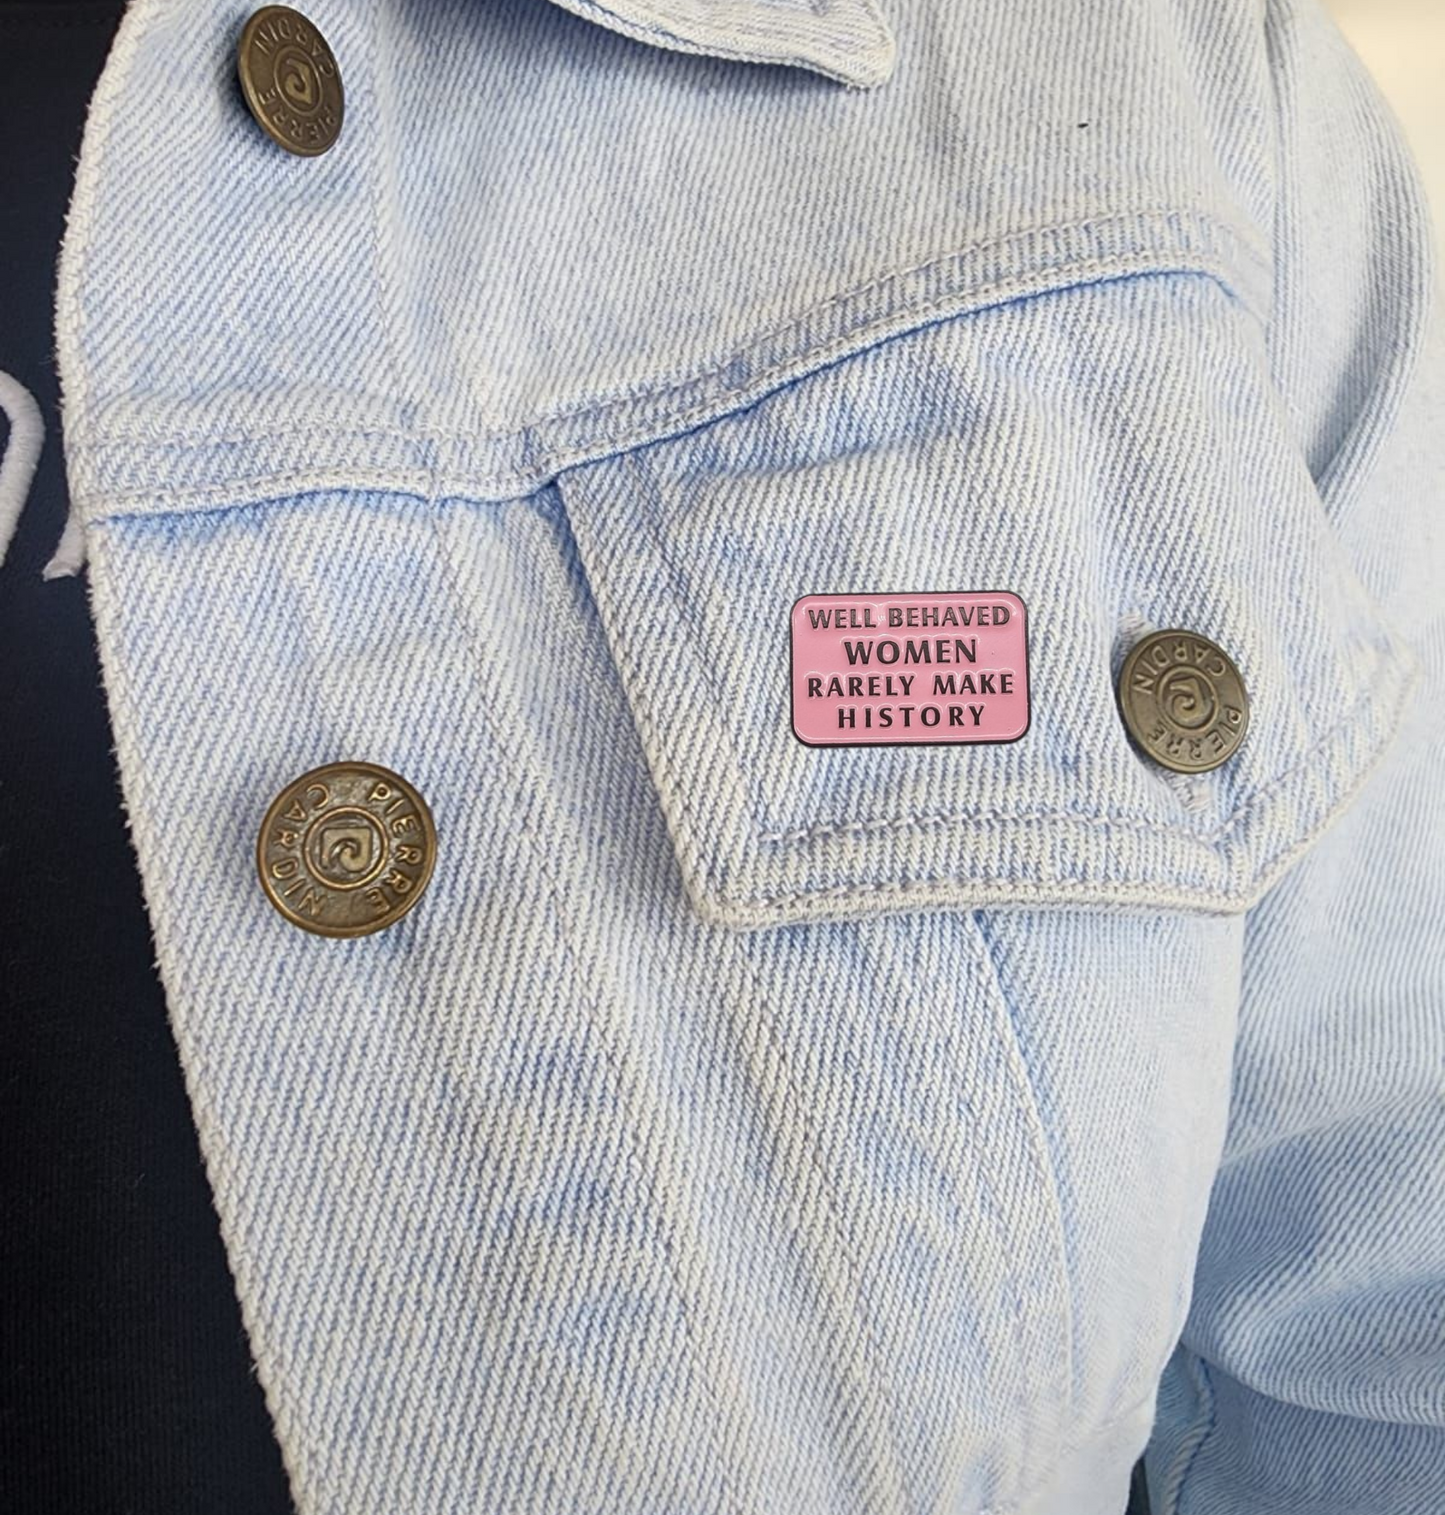 PIERRE CARDIN
WELL BEHAVED
WOMEN
RARELY MAKE
HISTORY
PIERRE CARDIN
PIERRE CARDIN